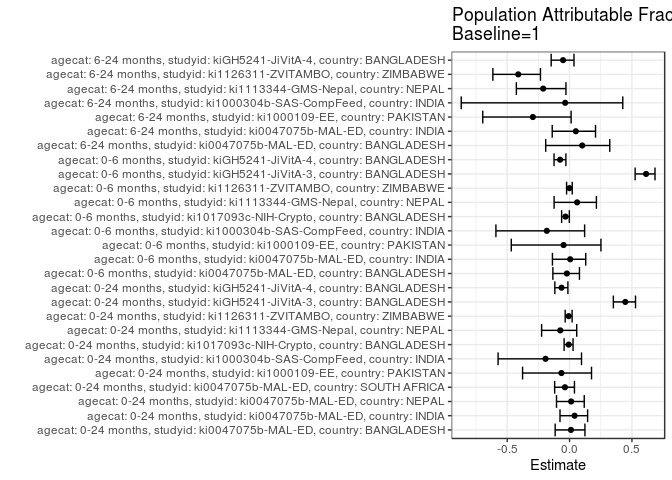 Population Attributable Frac
Baseline=1
agecat: 6-24 months, studyid: kiGH5241-JiVitA-4, country: BANGLADESH
agecat: 6-24 months, studyid: ki1126311-ZVITAMBO, country: ZIMBABWE
agecat: 6-24 months, studyid: ki1113344-GMS-Nepal, country: NEPAL
agecat: 6-24 months, studyid: ki1000304b-SAS-CompFeed, country: INDIA
agecat: 6-24 months, studyid: ki1000109-EE, country: PAKISTAN
agecat: 6-24 months, studyid: ki0047075b-MAL-ED, country: INDIA
agecat: 6-24 months, studyid: ki0047075b-MAL-ED, country: BANGLADESH
agecat: 0-6 months, studyid: kiGH5241-JiVitA-4, country: BANGLADESH
agecat: 0-6 months, studyid: kiGH5241-JiVitA-3, country: BANGLADESH
agecat: 0-6 months, studyid: ki1126311-ZVITAMBO, country: ZIMBABWE
agecat: 0-6 months, studyid: ki1113344-GMS-Nepal, country: NEPAL
agecat: 0-6 months, studyid: ki1017093c-NIH-Crypto, country: BANGLADESH
agecat: 0-6 months, studyid: ki1000304b-SAS-CompFeed, country: INDIA
agecat: 0-6 months, studyid: ki1000109-EE, country: PAKISTAN
agecat: 0-6 months, studyid: ki0047075b-MAL-ED, country: INDIA
agecat: 0-6 months, studyid: ki0047075b-MAL-ED, country: BANGLADESH
agecat: 0-24 months, studyid: kiGH5241-JiVitA-4, country: BANGLADESH
agecat: 0-24 months, studyid: kiGH5241-JiVitA-3, country: BANGLADESH
agecat: 0-24 months, studyid: ki1126311-ZVITAMBO, country: ZIMBABWE
agecat: 0-24 months, studyid: ki1113344-GMS-Nepal, country: NEPAL
agecat: 0-24 months, studyid: ki1017093c-NIH-Crypto, country: BANGLADESH
agecat: 0-24 months, studyid: ki1000304b-SAS-CompFeed, country: INDIA
agecat: 0-24 months, studyid: ki1000109-EE, country: PAKISTAN
agecat: 0-24 months, studyid: ki0047075b-MAL-ED, country: SOUTH AFRICA
agecat: 0-24 months, studyid: ki0047075b-MAL-ED, country: NEPAL
agecat: 0-24 months, studyid: ki0047075b-MAL-ED, country: INDIA
agecat: 0-24 months, studyid: ki0047075b-MAL-ED, country: BANGLADESH
-0.5 0.0 0.5
Estimate